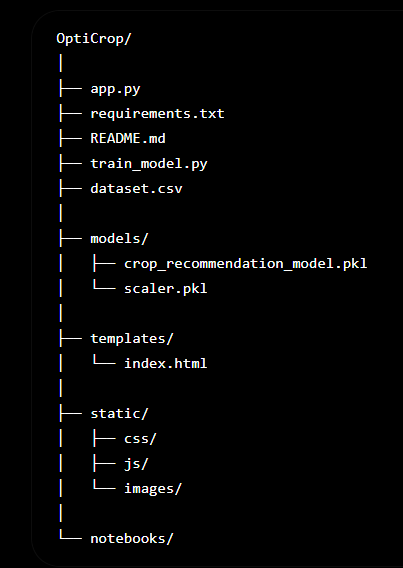 OptiCrop/
│
├── app.py
├── requirements.txt
├── README.md
├── train_model.py
├── dataset.csv
│
├── models/
│   ├── crop_recommendation_model.pkl
│   └── scaler.pkl
│
├── templates/
│   └── index.html
│
├── static/
│   ├── css/
│   ├── js/
│   └── images/
│
└── notebooks/